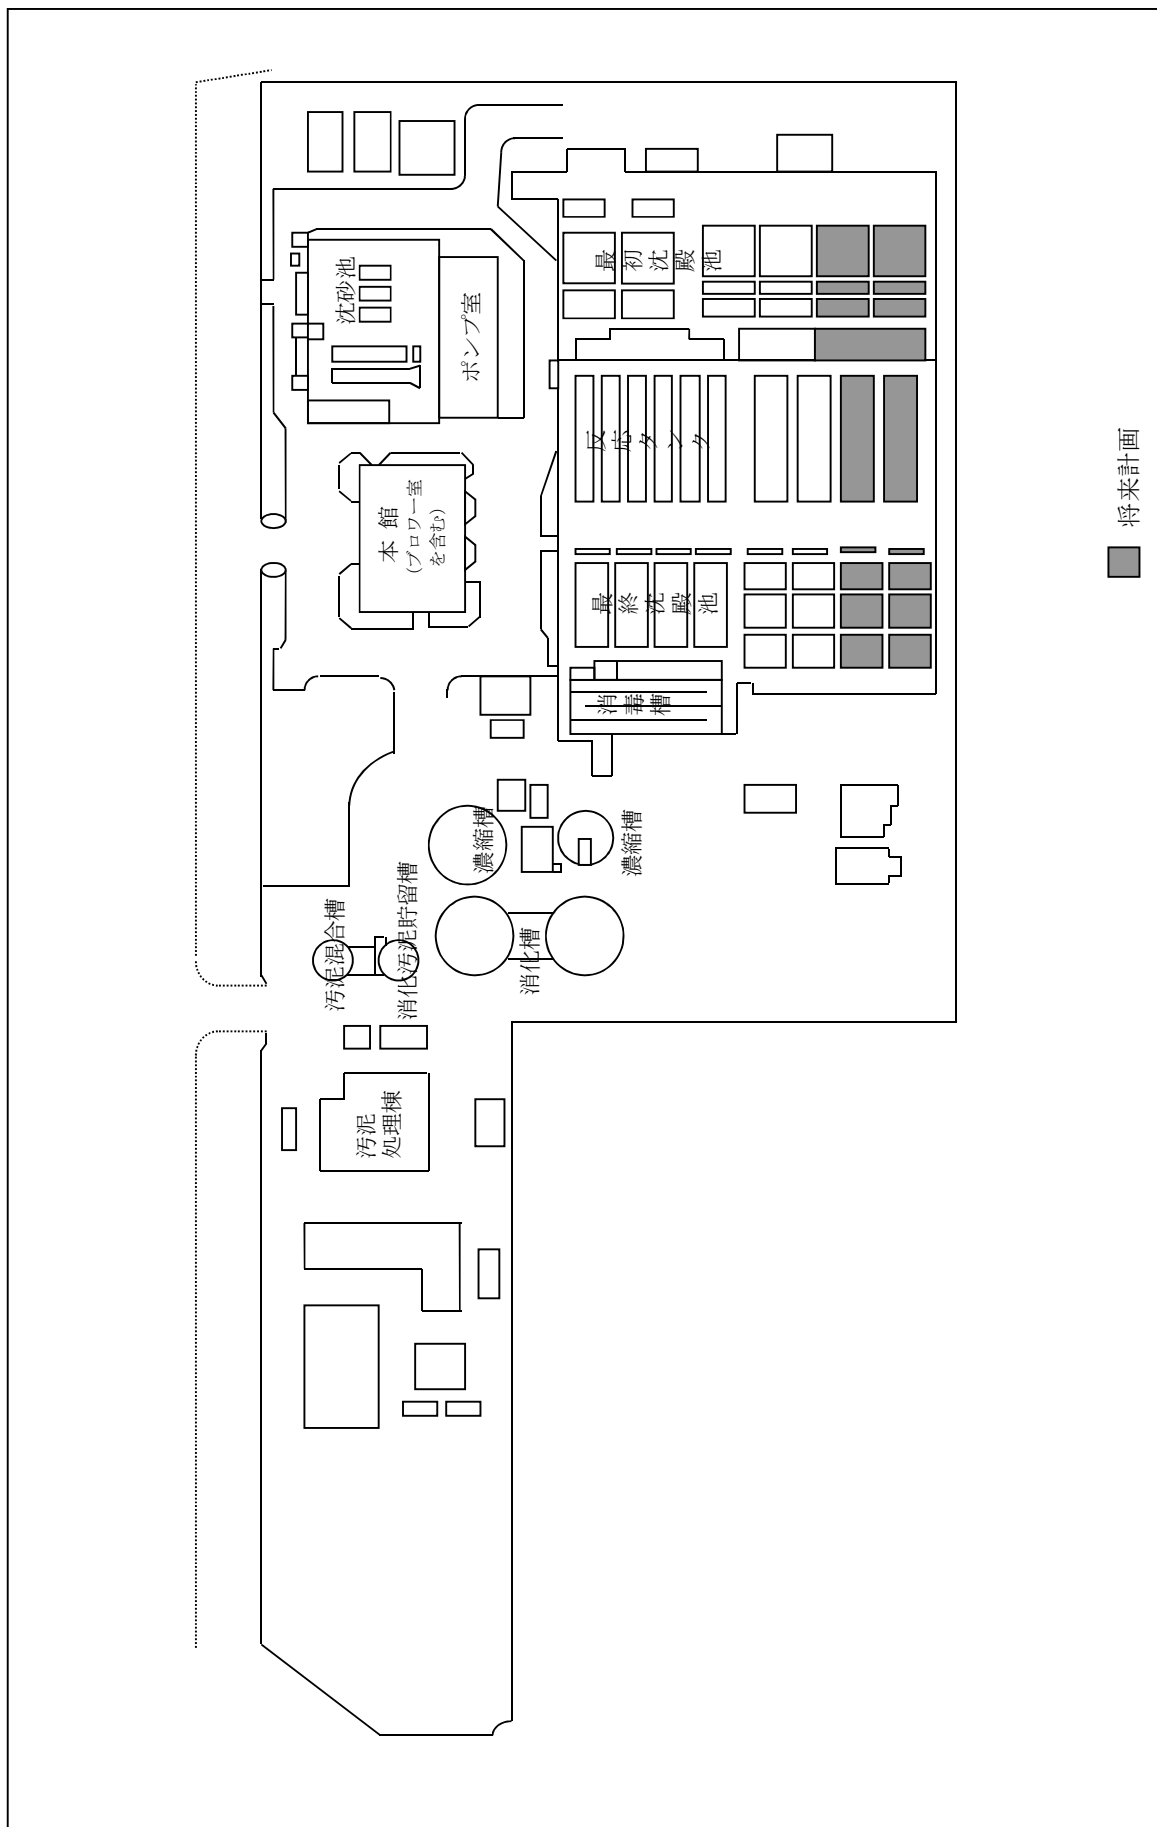 沈砂池
ポンプ室
最初沈殿池
反応タンク
本館
(ブロワー室
を含む)
最終沈殿池
消毒槽
濃縮槽
濃縮槽
汚泥混合槽
消化汚泥貯留槽
消化槽
汚泥
処理棟
将来計画